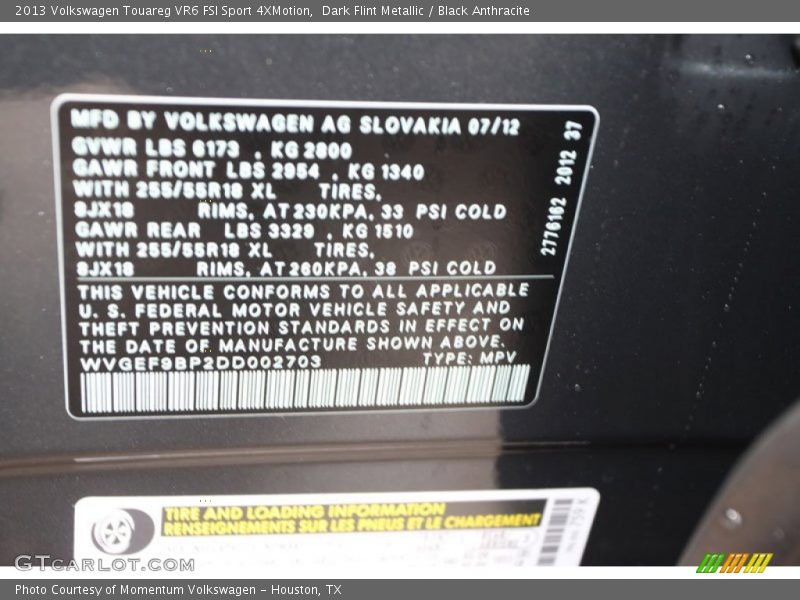 2013 Volkswagen Touareg VR6 FSI Sport 4XMotion,  Dark Flint Metallic / Black Anthracite
MFD BY VOLKSWAGEN AG SLOVAKIA 07/12
GVWR LBS 6173 , KG 2800
GAWR FRONT LBS 2954 , KG 1340
WITH 255/55R18 XL TIRES,
8JX18 RIMS, AT 230KPA, 33 PSI COLD
GAWR REAR LBS 3329 , KG 1510
WITH 255/55R18 XL TIRES,
8JX18 RIMS, AT 260KPA, 38 PSI COLD
2776162 2012 37
THIS VEHICLE CONFORMS TO ALL APPLICABLE
U. S. FEDERAL MOTOR VEHICLE SAFETY AND
THEFT PREVENTION STANDARDS IN EFFECT ON
THE DATE OF MANUFACTURE SHOWN ABOVE.
WVGEF9BP2DD002703 TYPE: MPV
TIRE AND LOADING INFORMATION
RENSEIGNEMENTS SUR LES PNEUS ET LE CHARGEMENT
GTCARLOT.COM
Photo Courtesy of Momentum Volkswagen - Houston, TX